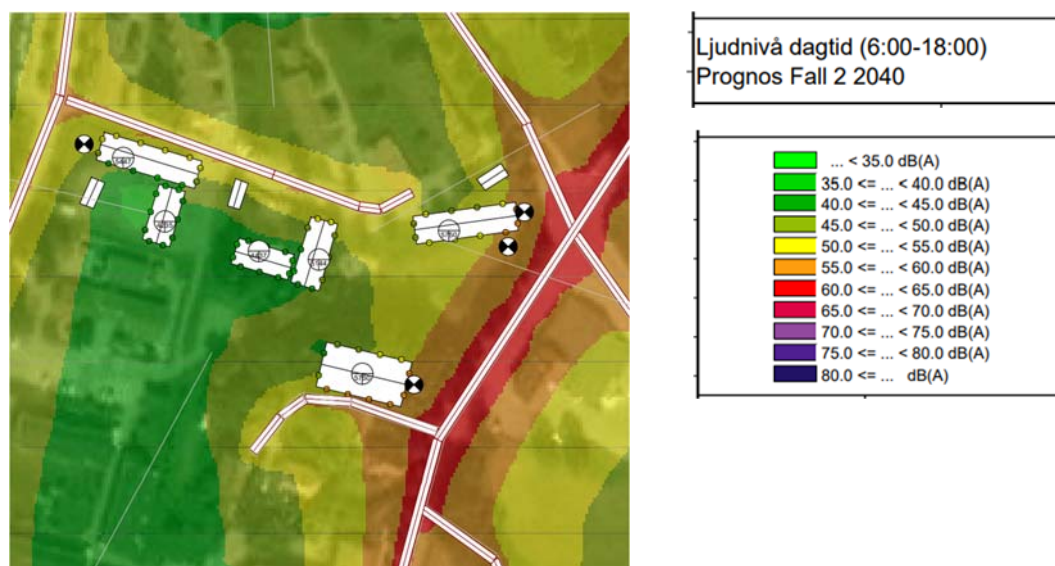 Ljudnivå dagtid (6:00-18:00)
Prognos Fall 2 2040
... < 35.0 dB(A)
35.0 <= ... < 40.0 dB(A)
40.0 <= ... < 45.0 dB(A)
45.0 <= ... < 50.0 dB(A)
50.0 <= ... < 55.0 dB(A)
55.0 <= ... < 60.0 dB(A)
60.0 <= ... < 65.0 dB(A)
65.0 <= ... < 70.0 dB(A)
70.0 <= ... < 75.0 dB(A)
75.0 <= ... < 80.0 dB(A)
80.0 <= ... dB(A)